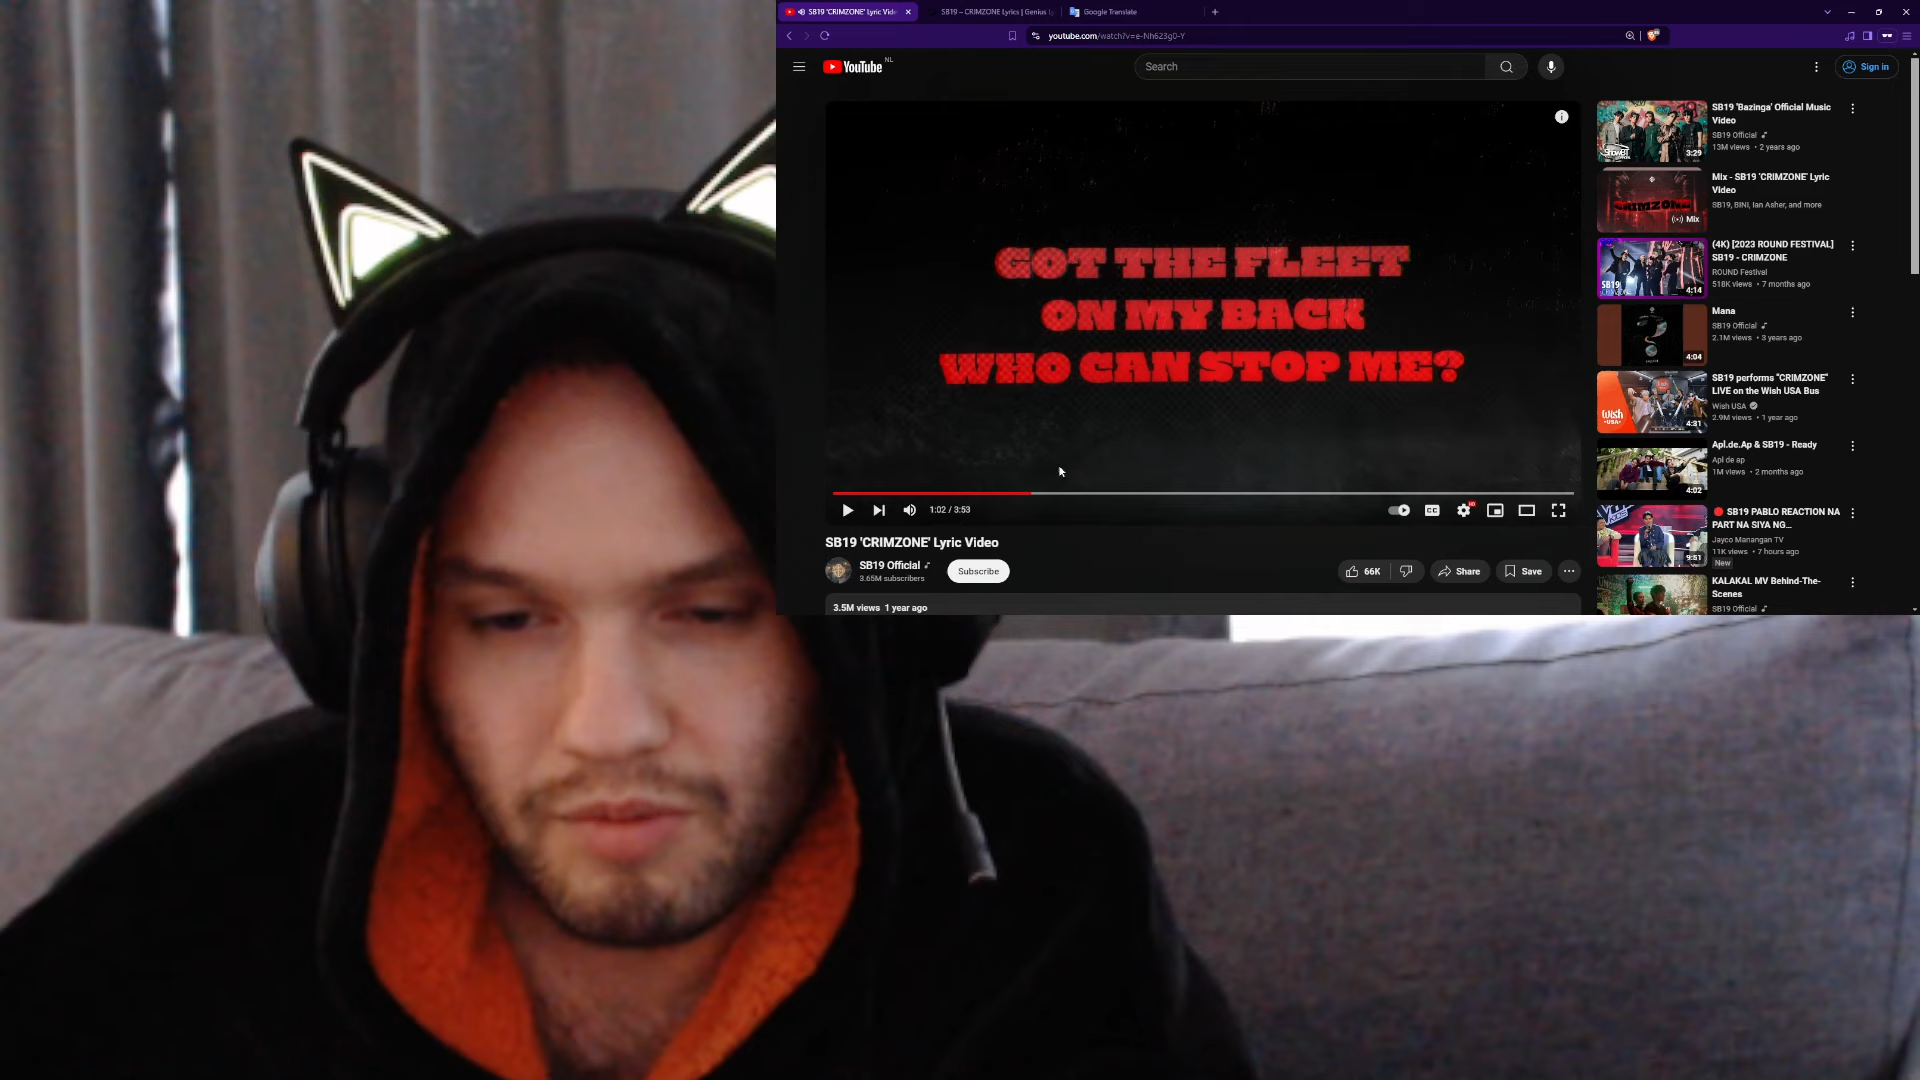 SB19 'CRIMZONE' Lyric Vide
SB19 – CRIMZONE Lyrics | Genius L
Google Translate
youtube.com/watch?v=e-Nh623g0-Y
YouTube NL
Search
Sign in
GOT THE FLEET
ON MY BACK
WHO CAN STOP ME?
1:02 / 3:53
CC
HD
SB19 'CRIMZONE' Lyric Video
SB19 Official
3.65M subscribers
Subscribe
66K
Share
Save
3.5M views 1 year ago
SB19 'Bazinga' Official Music
Video
SB19 Official
13M views • 2 years ago
3:29
Mix - SB19 'CRIMZONE' Lyric
Video
SB19, BINI, Ian Asher, and more
CRIMZONE
Mix
(4K) [2023 ROUND FESTIVAL]
SB19 - CRIMZONE
ROUND Festival
518K views • 7 months ago
SB19
4:14
Mana
SB19 Official
2.1M views • 3 years ago
4:04
SB19 performs "CRIMZONE"
LIVE on the Wish USA Bus
Wish USA
2.9M views • 1 year ago
Wish
USA
4:31
Apl.de.Ap & SB19 - Ready
Apl de ap
1M views • 2 months ago
4:02
SB19 PABLO REACTION NA
PART NA SIYA NG...
Jayco Manangan TV
11K views • 7 hours ago
New
9:51
KALAKAL MV Behind-The-
Scenes
SB19 Official